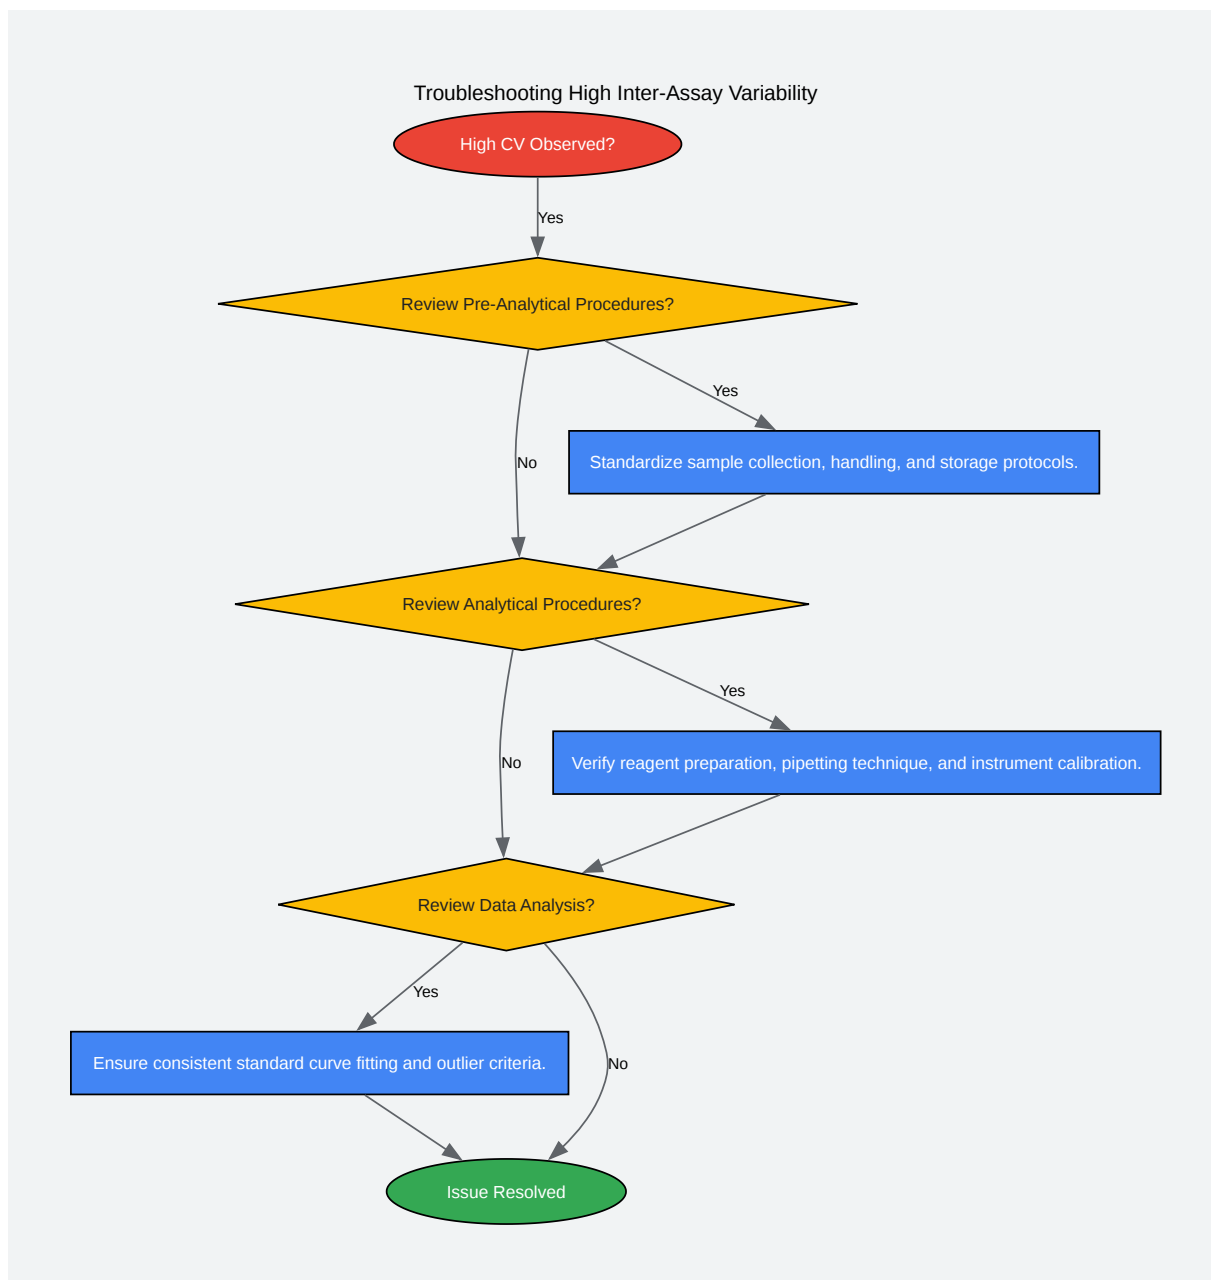 Troubleshooting High Inter-Assay Variability
High CV Observed?
Yes
Review Pre-Analytical Procedures?
Yes
Standardize sample collection, handling, and storage protocols.
No
Review Analytical Procedures?
Yes
Verify reagent preparation, pipetting technique, and instrument calibration.
No
Review Data Analysis?
Yes
Ensure consistent standard curve fitting and outlier criteria.
No
Issue Resolved